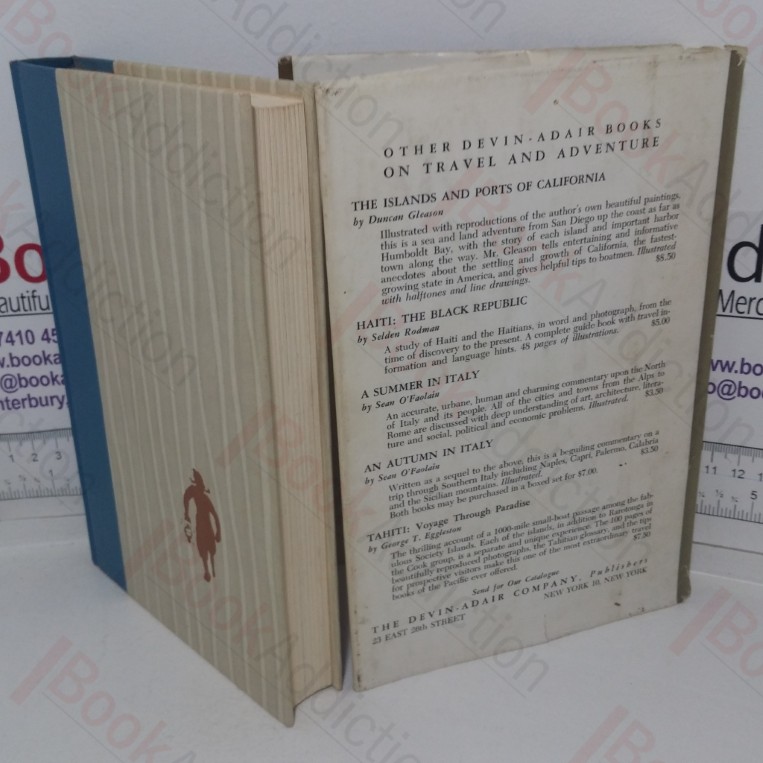 OTHER DEVIN-ADAIR BOOKS
ON TRAVEL AND ADVENTURE
THE ISLANDS AND PORTS OF CALIFORNIA
by Duncan Gleason
Illustrated with reproductions of the author's own beautiful paintings,
this is a sea and land adventure from San Diego up the coast as far as
Humboldt Bay, with the story of each island and important harbor
town along the way. Mr. Gleason tells entertaining and informative
anecdotes about the settling and growth of California, the fastest-
growing state in America, and gives helpful tips to boatmen. Illustrated
with halftones and line drawings. $8.50
HAITI: THE BLACK REPUBLIC
by Selden Rodman
A study of Haiti and the Haitians, in word and photograph, from the
time of discovery to the present. A complete guide book with travel in-
formation and language hints. 48 pages of illustrations. $5.00
A SUMMER IN ITALY
by Sean O'Faolain
An accurate, urbane, human and charming commentary upon the North
of Italy and its people. All of the cities and towns from the Alps to
Rome are discussed with deep understanding of art, architecture, litera-
ture and social, political and economic problems. Illustrated. $3.50
AN AUTUMN IN ITALY
by Sean O'Faolain
Written as a sequel to the above, this is a beguiling commentary on a
trip through Southern Italy including Naples, Capri, Palermo, Calabria
and the Sicilian mountains. Illustrated. $3.50
Both books may be purchased in a boxed set for $7.00.
TAHITI: Voyage Through Paradise
by George T. Eggleston
The thrilling account of a 1000-mile small-boat passage among the fab-
ulous Society Islands. Each of the islands, in addition to Rarotonga in
the Cook group, is a separate and unique experience. The 100 pages of
beautifully reproduced photographs, the Tahitian glossary, and the tips
for prospective visitors make this one of the most extraordinary travel
books of the Pacific ever offered. $7.50
Send for Our Catalogue
THE DEVIN-ADAIR COMPANY, Publishers
23 EAST 26th STREET NEW YORK 10, NEW YORK
Book Addiction